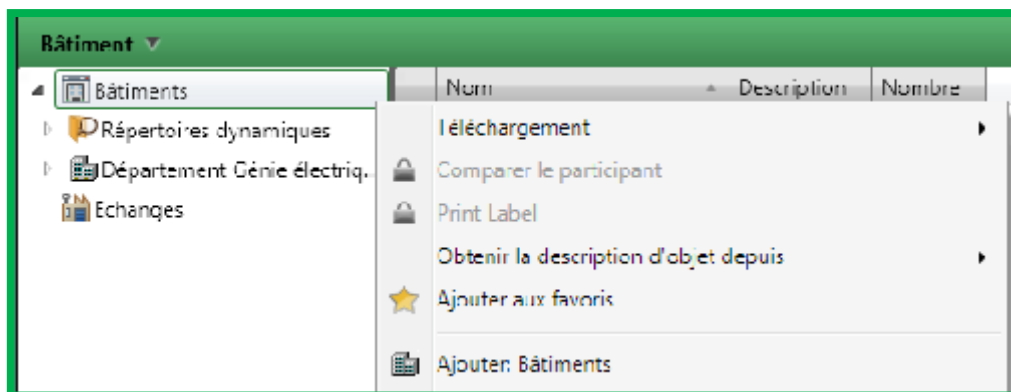 Bâtiment
Bâtiments
Nom Description Nombre
Répertoires dynamiques
Téléchargement
Département Génie électriq..
Comparer le participant
Echanges
Print Label
Obtenir la description d'objet depuis
Ajouter aux favoris
Ajouter: Bâtiments